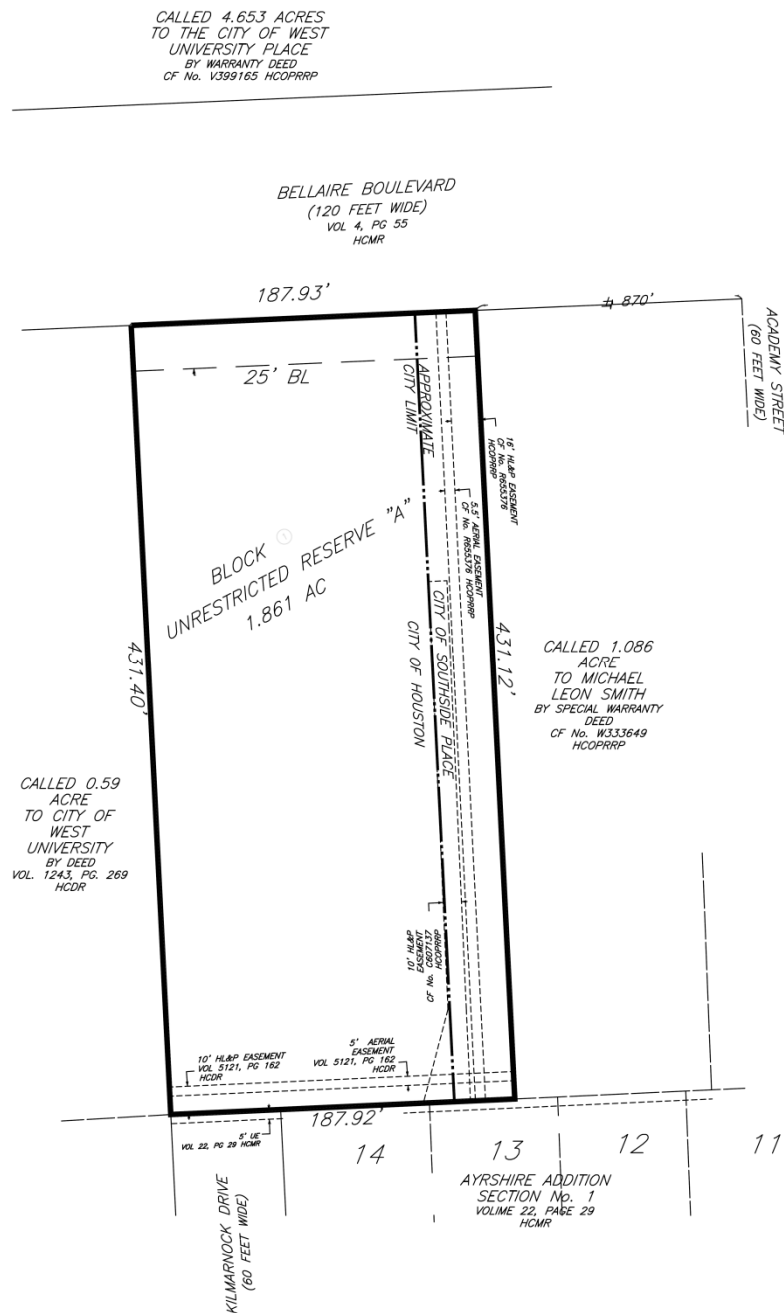 CALLED 4.653 ACRES
TO THE CITY OF WEST
UNIVERSITY PLACE
BY WARRANTY DEED
CF No. V399165 HCOPRRP
BELLAIRE BOULEVARD
(120 FEET WIDE)
VOL 4, PG 55
HCMR
187.93'
± 870'
ACADEMY STREET
(60 FEET WIDE)
25' BL
APPROXIMATE
CITY LIMIT
16' HL&P EASEMENT
CF No. R655376
HCOPRRP
5.5' AERIAL EASEMENT
CF No. R655376 HCOPRRP
BLOCK
UNRESTRICTED RESERVE "A"
1.861 AC
CITY OF SOUTHSIDE PLACE
CITY OF HOUSTON
431.40'
431.12'
CALLED 1.086
ACRE
TO MICHAEL
LEON SMITH
BY SPECIAL WARRANTY
DEED
CF No. W333649
HCOPRRP
CALLED 0.59
ACRE
TO CITY OF
WEST
UNIVERSITY
BY DEED
VOL. 1243, PG. 269
HCDR
10' HL&P
EASEMENT
CF No. C607137
HCOPRRP
10' HL&P EASEMENT
VOL 5121, PG 162
HCDR
5' AERIAL
EASEMENT
VOL 5121, PG 162
HCDR
187.92'
5' UE
VOL 22, PG 29 HCMR
14
13
12
11
AYRSHIRE ADDITION
SECTION No. 1
VOLIME 22, PAGE 29
HCMR
KILMARNOCK DRIVE
(60 FEET WIDE)